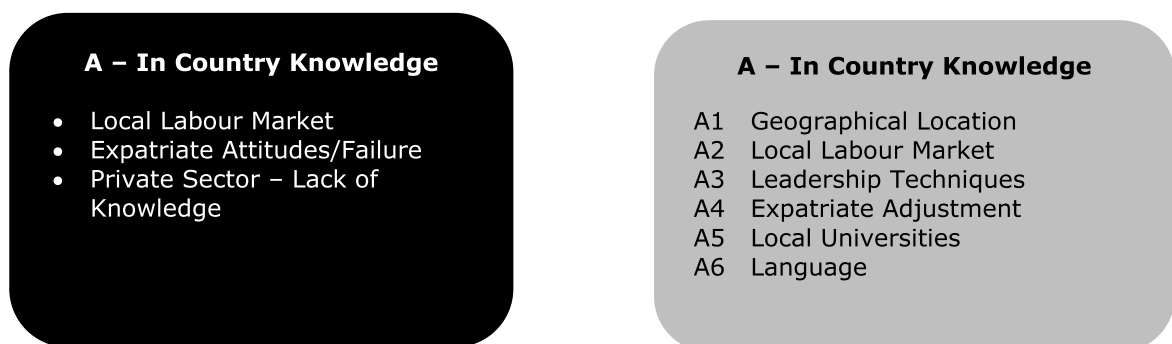 A – In Country Knowledge
• Local Labour Market
• Expatriate Attitudes/Failure
• Private Sector – Lack of
Knowledge
A – In Country Knowledge
A1 Geographical Location
A2 Local Labour Market
A3 Leadership Techniques
A4 Expatriate Adjustment
A5 Local Universities
A6 Language